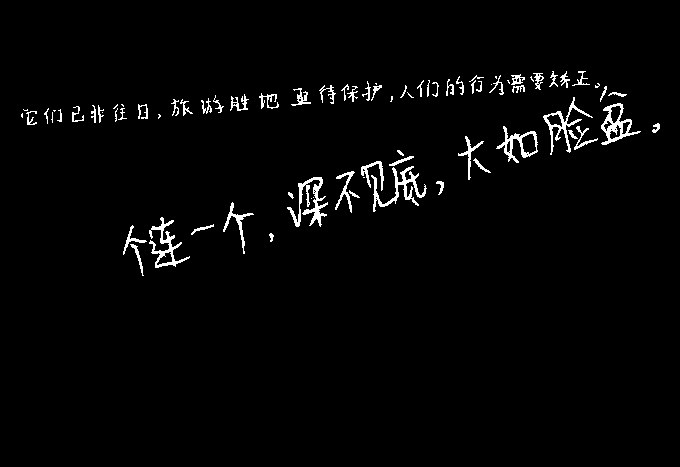 它们已非往日，旅游胜地亟待保护，人们的行为需要矫正。
个连一个，深不见底，大如脸盆。